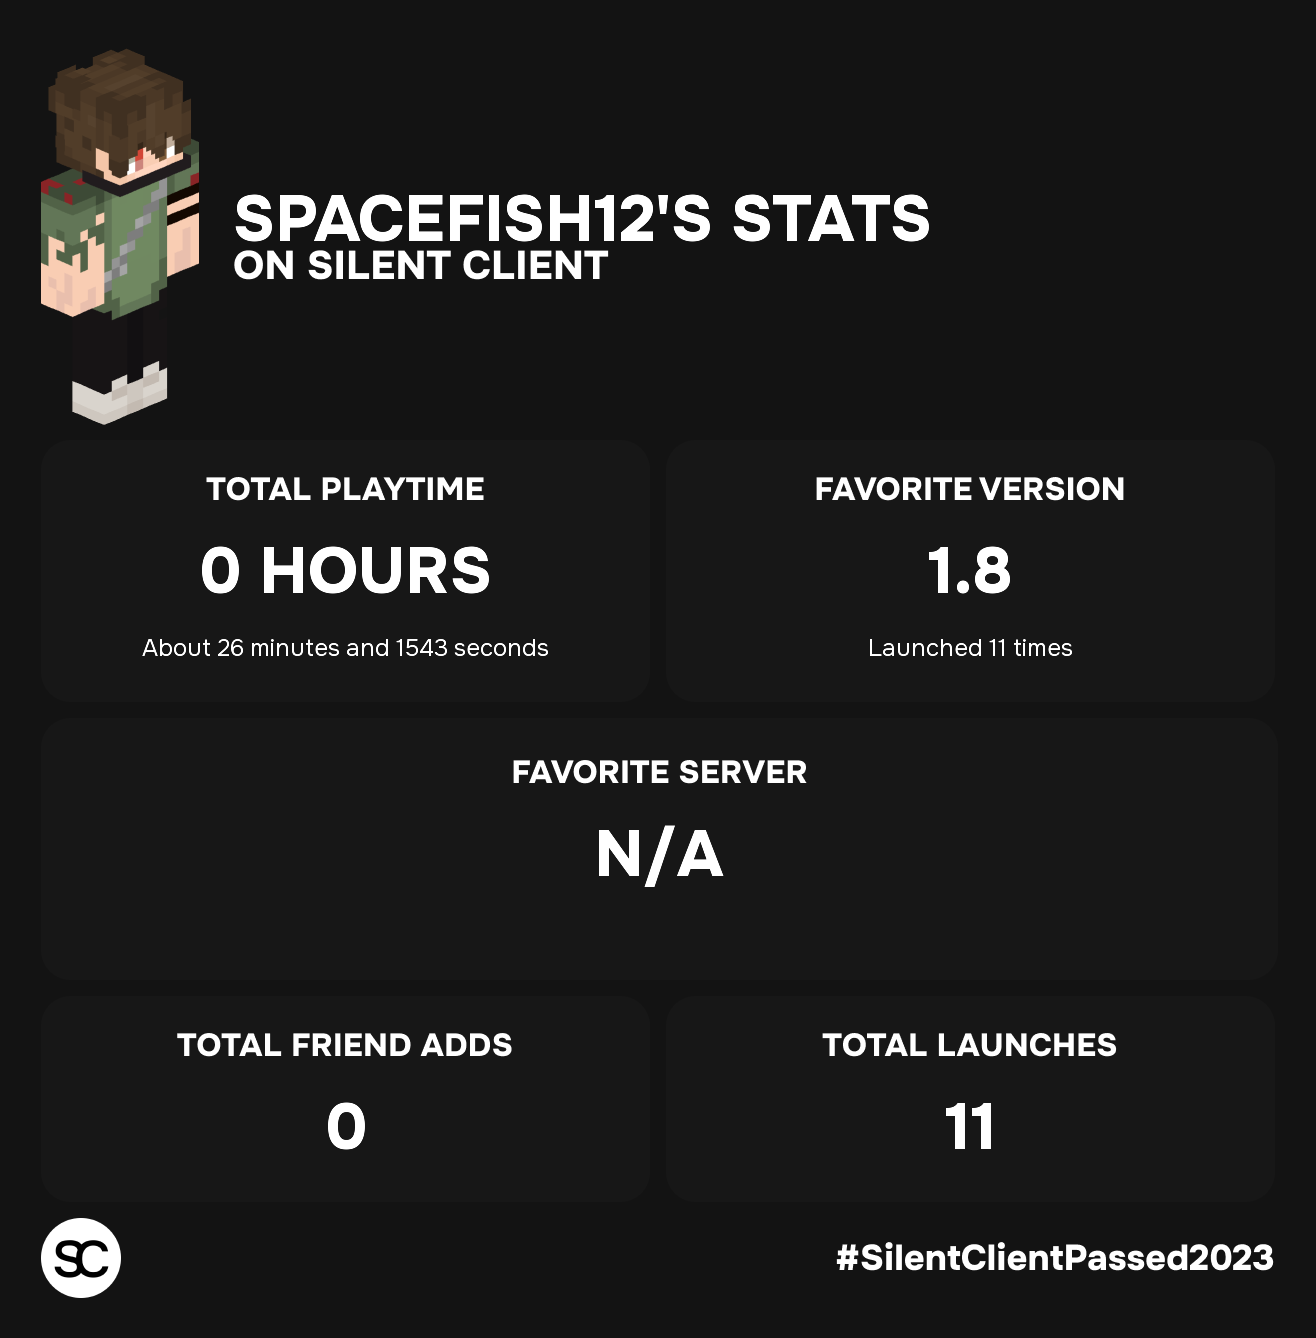 SPACEFISH12'S STATS
ON SILENT CLIENT
TOTAL PLAYTIME
0 HOURS
About 26 minutes and 1543 seconds
FAVORITE VERSION
1.8
Launched 11 times
FAVORITE SERVER
N/A
TOTAL FRIEND ADDS
0
TOTAL LAUNCHES
11
SC
#SilentClientPassed2023